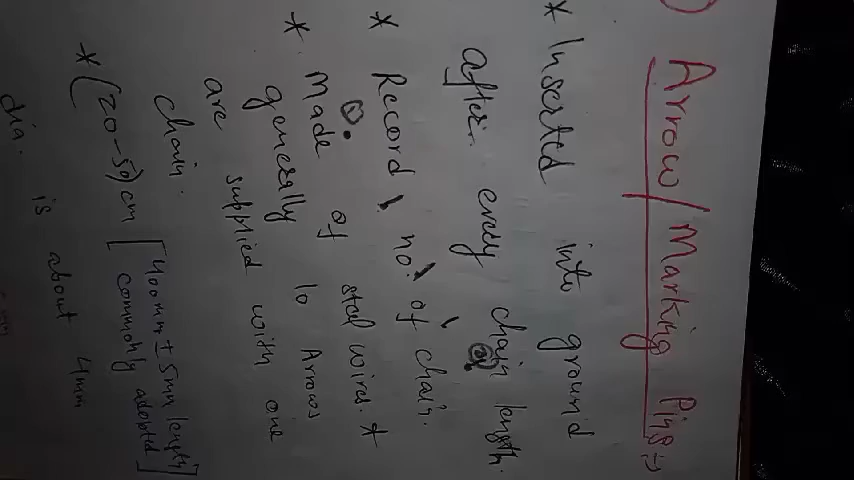 ) Arrow/Marking Pins:-
* Inserted into ground
after every chain length.
* Record no. of chain.
* Made of steel wires. *
generally 10 Arrows
are supplied with one
chain.
* (20-50) cm [400mm ± 5mm length
commonly adopted]
dia. is about 4mm